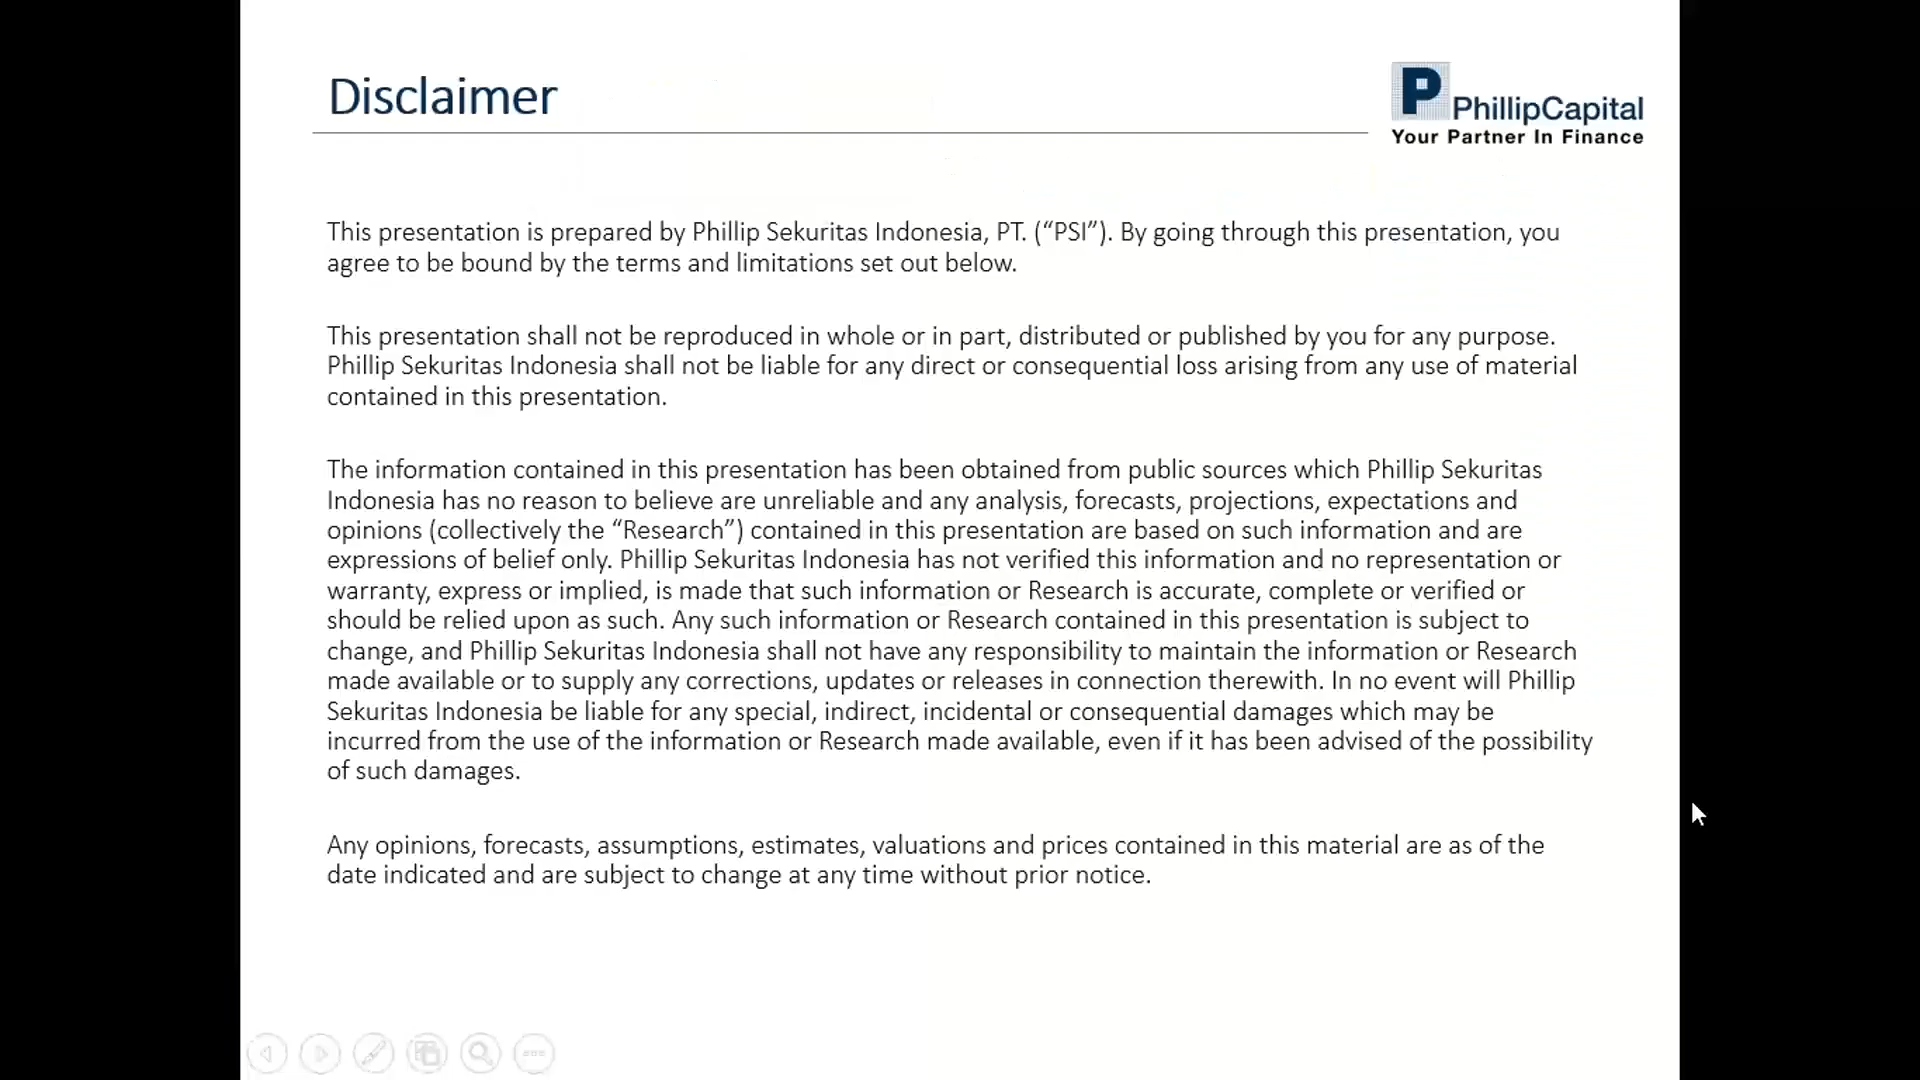 Disclaimer
P
PhillipCapital
Your Partner In Finance
This presentation is prepared by Phillip Sekuritas Indonesia, PT. (“PSI”). By going through this presentation, you
agree to be bound by the terms and limitations set out below.
This presentation shall not be reproduced in whole or in part, distributed or published by you for any purpose.
Phillip Sekuritas Indonesia shall not be liable for any direct or consequential loss arising from any use of material
contained in this presentation.
The information contained in this presentation has been obtained from public sources which Phillip Sekuritas
Indonesia has no reason to believe are unreliable and any analysis, forecasts, projections, expectations and
opinions (collectively the “Research”) contained in this presentation are based on such information and are
expressions of belief only. Phillip Sekuritas Indonesia has not verified this information and no representation or
warranty, express or implied, is made that such information or Research is accurate, complete or verified or
should be relied upon as such. Any such information or Research contained in this presentation is subject to
change, and Phillip Sekuritas Indonesia shall not have any responsibility to maintain the information or Research
made available or to supply any corrections, updates or releases in connection therewith. In no event will Phillip
Sekuritas Indonesia be liable for any special, indirect, incidental or consequential damages which may be
incurred from the use of the information or Research made available, even if it has been advised of the possibility
of such damages.
Any opinions, forecasts, assumptions, estimates, valuations and prices contained in this material are as of the
date indicated and are subject to change at any time without prior notice.